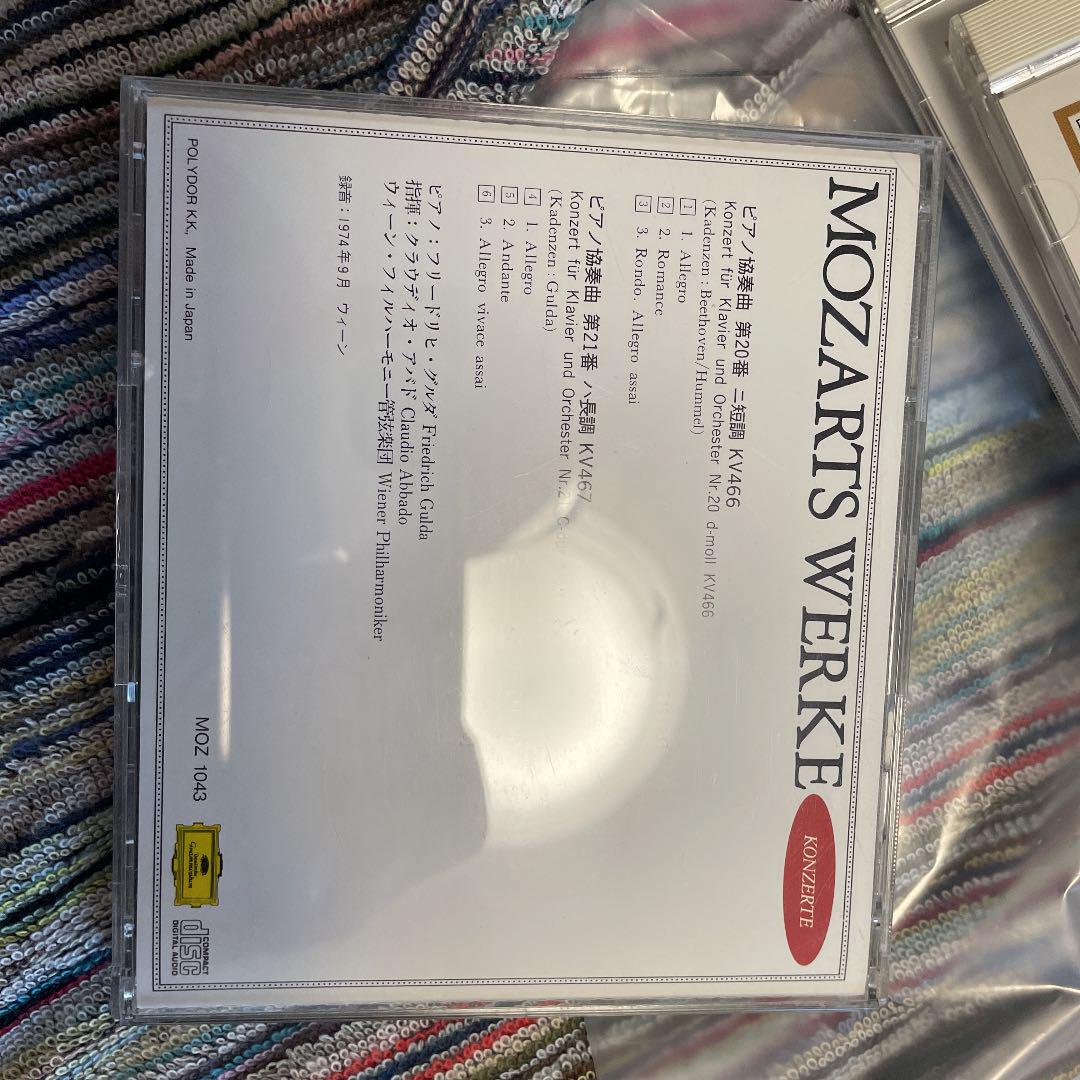 MOZARTS WERKE
KONZERTE
ピアノ協奏曲 第20番 ニ短調 KV466
Konzert für Klavier und Orchester Nr.20 d-moll KV466
(Kadenzen : Beethoven/Hummel)
1 1. Allegro
2 2. Romance
3 3. Rondo. Allegro assai
ピアノ協奏曲 第21番 ハ長調 KV467
Konzert für Klavier und Orchester
(Kadenzen : Gulda)
4 1. Allegro
5 2. Andante
6 3. Allegro vivace assai
ピアノ：フリードリヒ・グルダ Friedrich Gulda
指揮：クラウディオ・アバド Claudio Abbado
ウィーン・フィルハーモニー管弦楽団 Wiener Philharmoniker
録音：1974年9月 ウィーン
POLYDOR K.K. Made in Japan
MOZ 1043
Deutsche Grammophon
COMPACT
disc
DIGITAL AUDIO